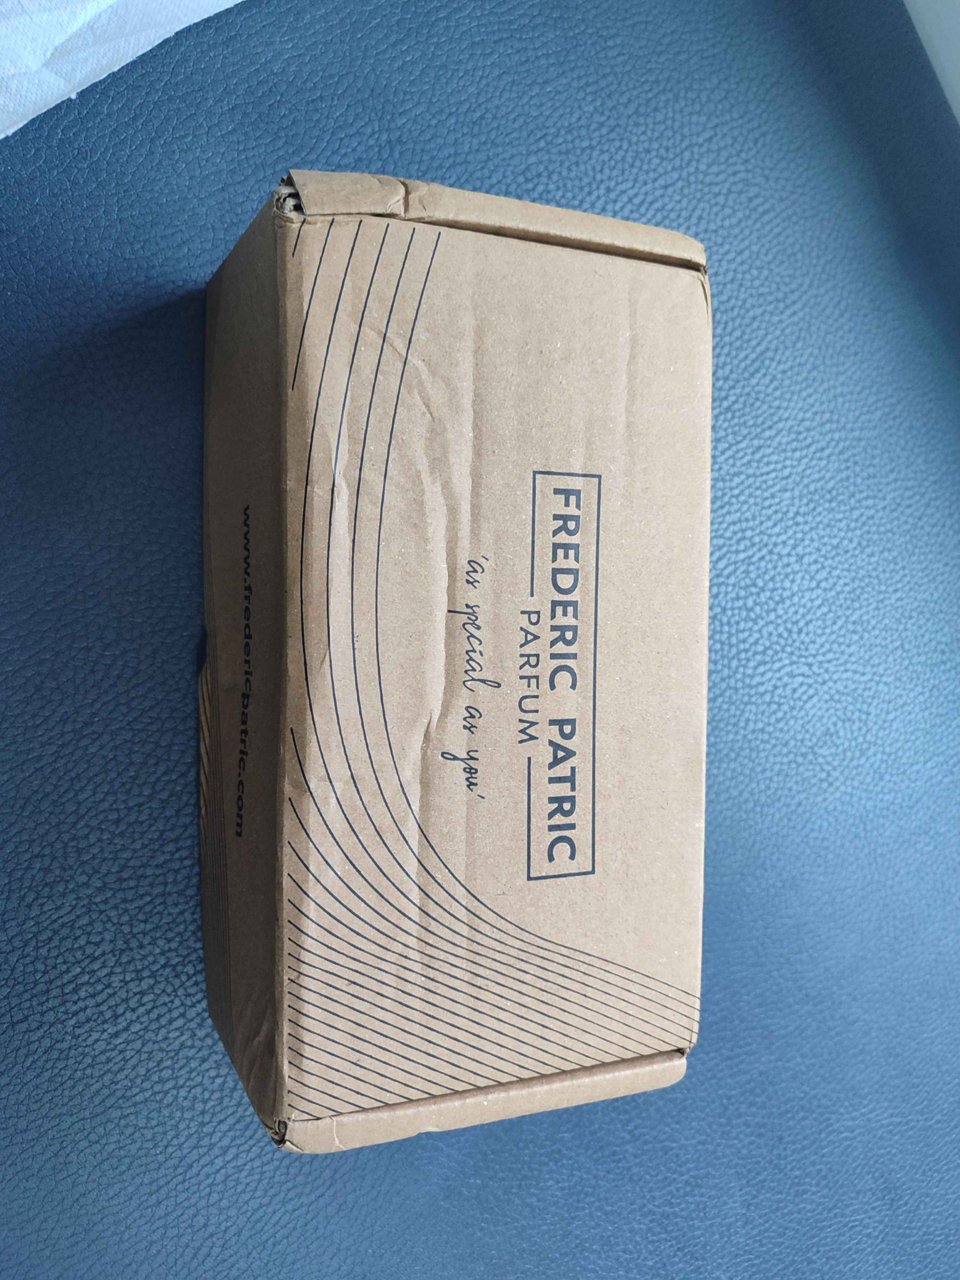 FREDERIC PATRIC
PARFUM
'as special as you'
www.fredericpatric.com